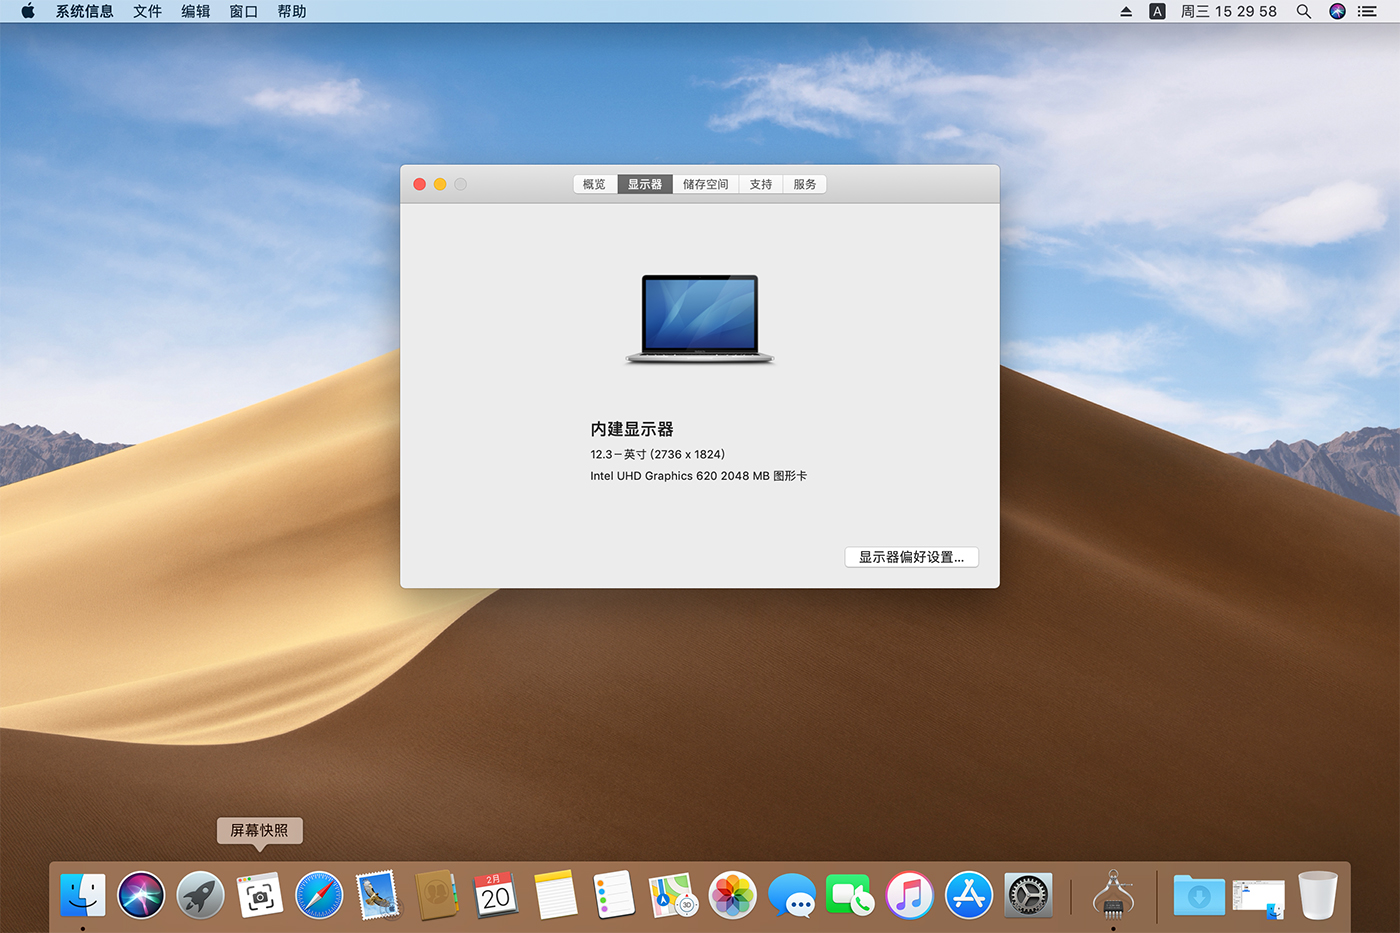 系统信息 文件 编辑 窗口 帮助 A 周三 15 29 58
概览 显示器 储存空间 支持 服务
内建显示器
12.3-英寸 (2736 x 1824)
Intel UHD Graphics 620 2048 MB 图形卡
显示器偏好设置...
屏幕快照
2月
20
3D